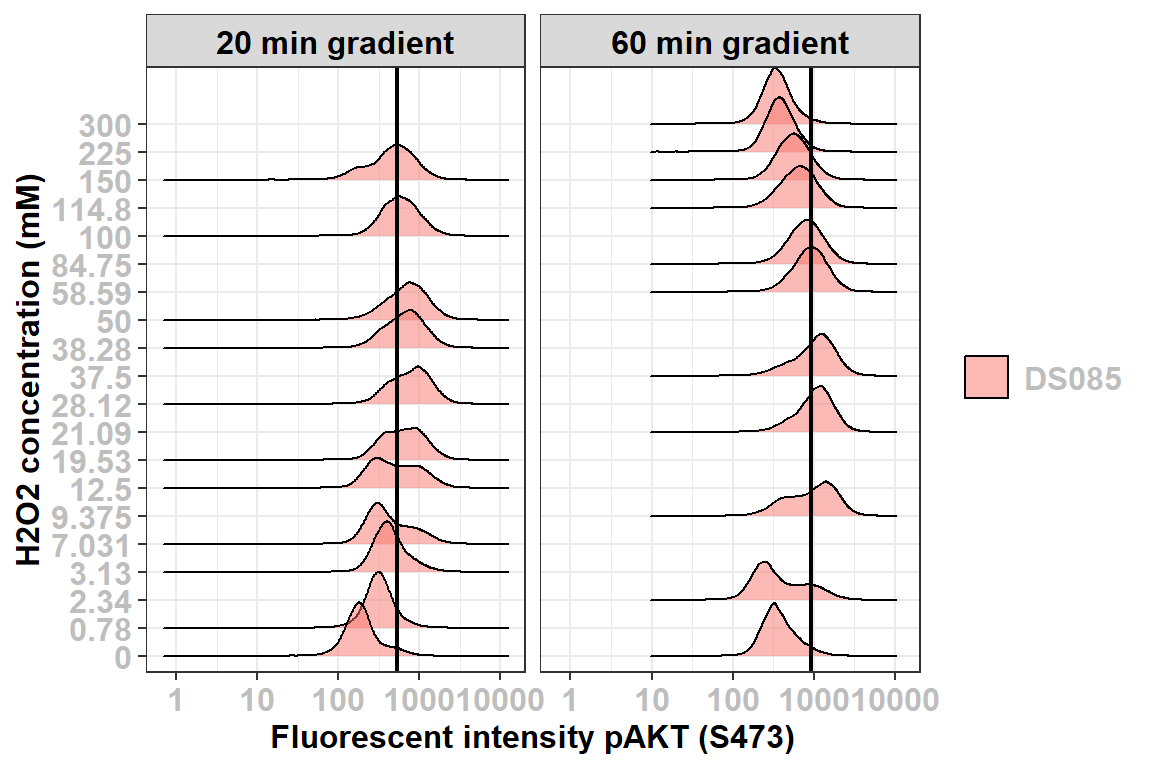 20 min gradient
60 min gradient
H2O2 concentration (mM)
300
225
150
114.8
100
84.75
58.59
50
38.28
37.5
28.12
21.09
19.53
12.5
9.375
7.031
3.13
2.34
0.78
0
1 10 100 1000 10000
1 10 100 1000 10000
Fluorescent intensity pAKT (S473)
DS085